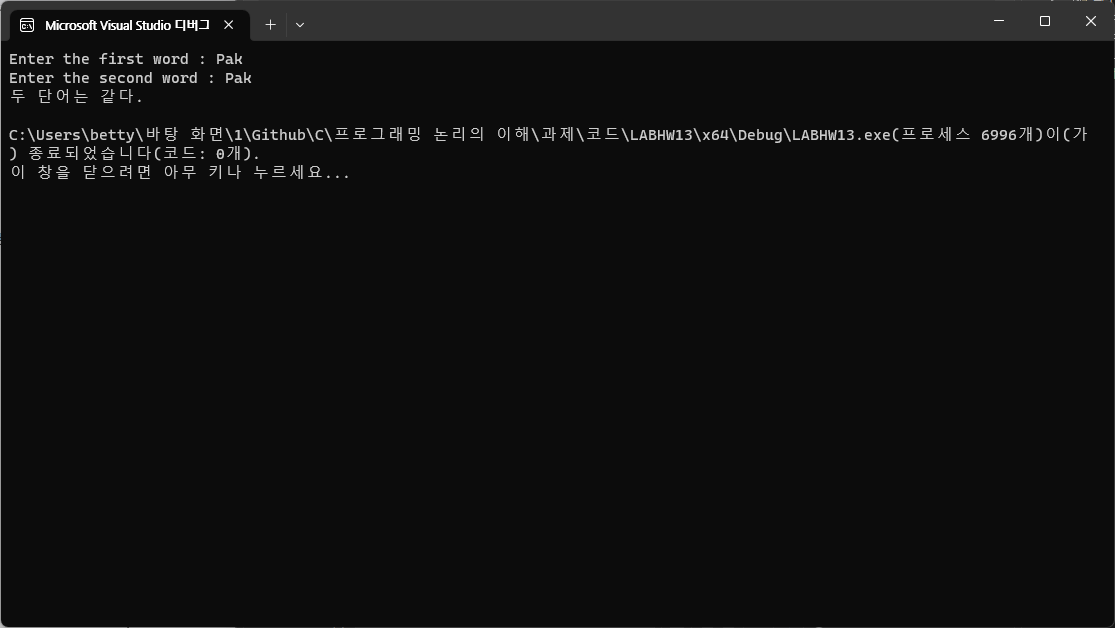 Microsoft Visual Studio 디버그
Enter the first word : Pak
Enter the second word : Pak
두 단어는 같다.
C:\Users\betty\바탕 화면\1\Github\C\프로그래밍 논리의 이해\과제\코드\LABHW13\x64\Debug\LABHW13.exe(프로세스 6996개)이(가
) 종료되었습니다(코드: 0개).
이 창을 닫으려면 아무 키나 누르세요...